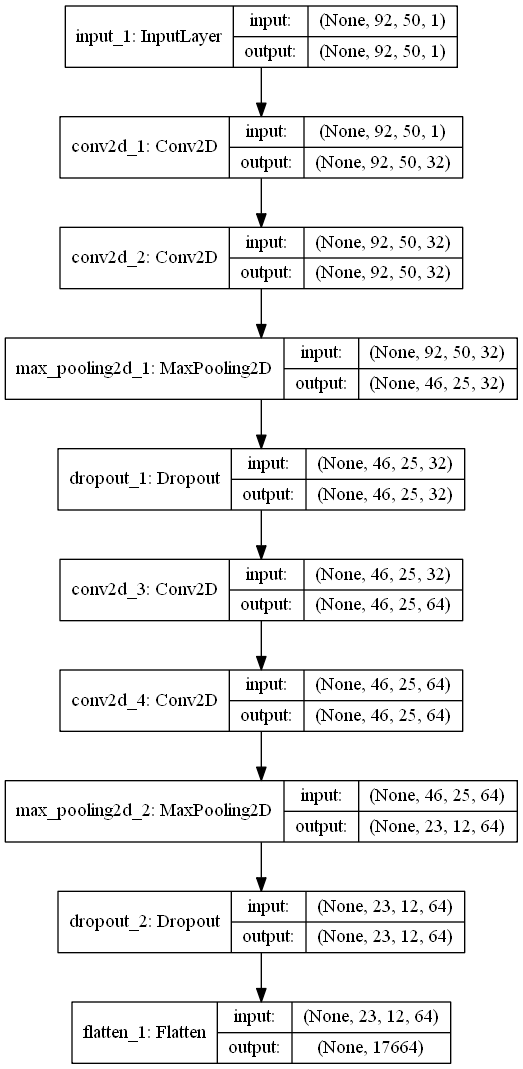 input_1: InputLayer
input:
(None, 92, 50, 1)
output:
(None, 92, 50, 1)
conv2d_1: Conv2D
input:
(None, 92, 50, 1)
output:
(None, 92, 50, 32)
conv2d_2: Conv2D
input:
(None, 92, 50, 32)
output:
(None, 92, 50, 32)
max_pooling2d_1: MaxPooling2D
input:
(None, 92, 50, 32)
output:
(None, 46, 25, 32)
dropout_1: Dropout
input:
(None, 46, 25, 32)
output:
(None, 46, 25, 32)
conv2d_3: Conv2D
input:
(None, 46, 25, 32)
output:
(None, 46, 25, 64)
conv2d_4: Conv2D
input:
(None, 46, 25, 64)
output:
(None, 46, 25, 64)
max_pooling2d_2: MaxPooling2D
input:
(None, 46, 25, 64)
output:
(None, 23, 12, 64)
dropout_2: Dropout
input:
(None, 23, 12, 64)
output:
(None, 23, 12, 64)
flatten_1: Flatten
input:
(None, 23, 12, 64)
output:
(None, 17664)